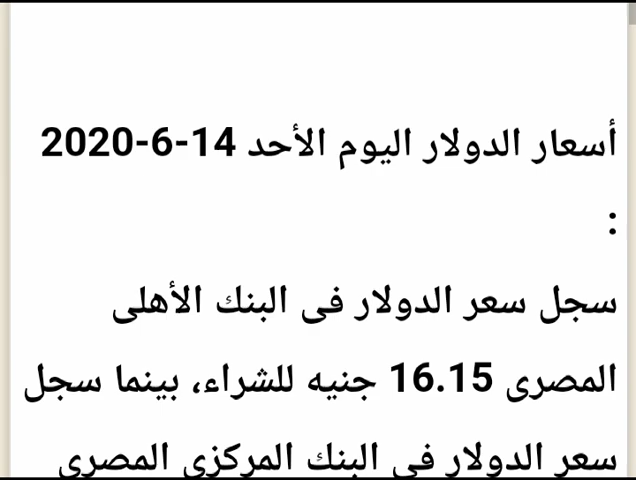 أسعار الدولار اليوم الأحد 14-6-2020
:
سجل سعر الدولار فى البنك الأهلى
المصرى 16.15 جنيه للشراء، بينما سجل
سعر الدولار فى البنك المركزى المصرى